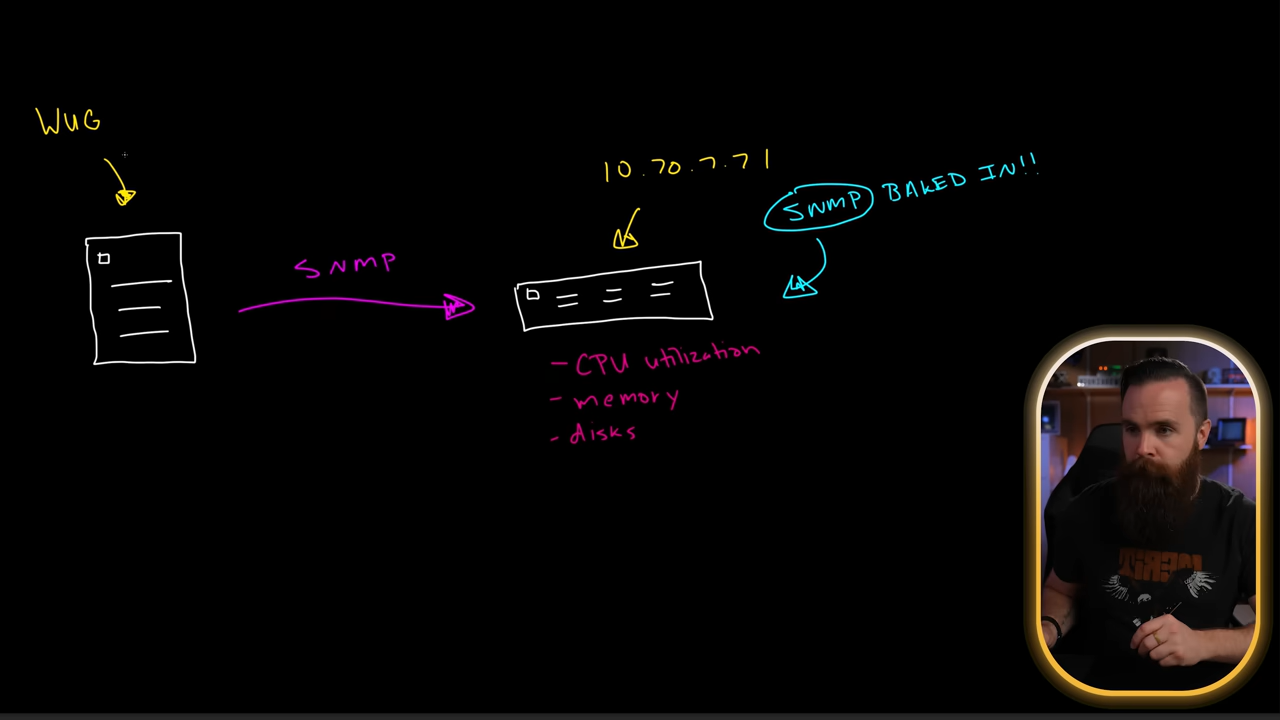 WUG
10.70.7.71
SNMP BAKED IN!!
SNMP
- CPU utilization
- memory
- disks